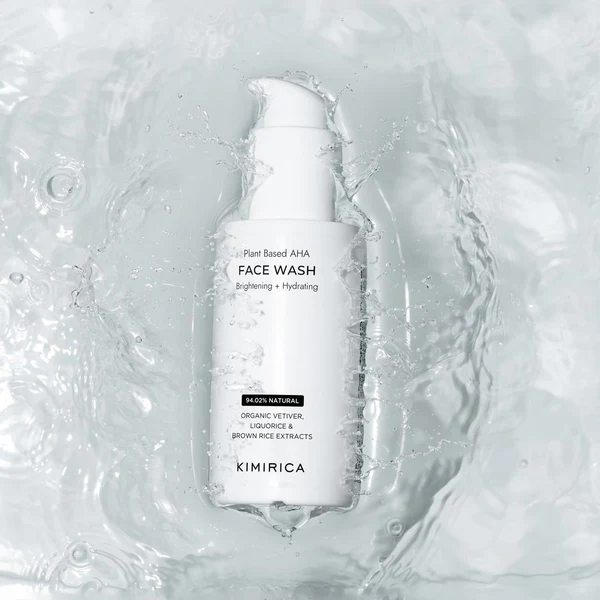 Plant Based AHA
FACE WASH
Brightening + Hydrating
94.02% NATURAL
ORGANIC VETIVER,
LIQUORICE &
BROWN RICE EXTRACTS
KIMIRICA